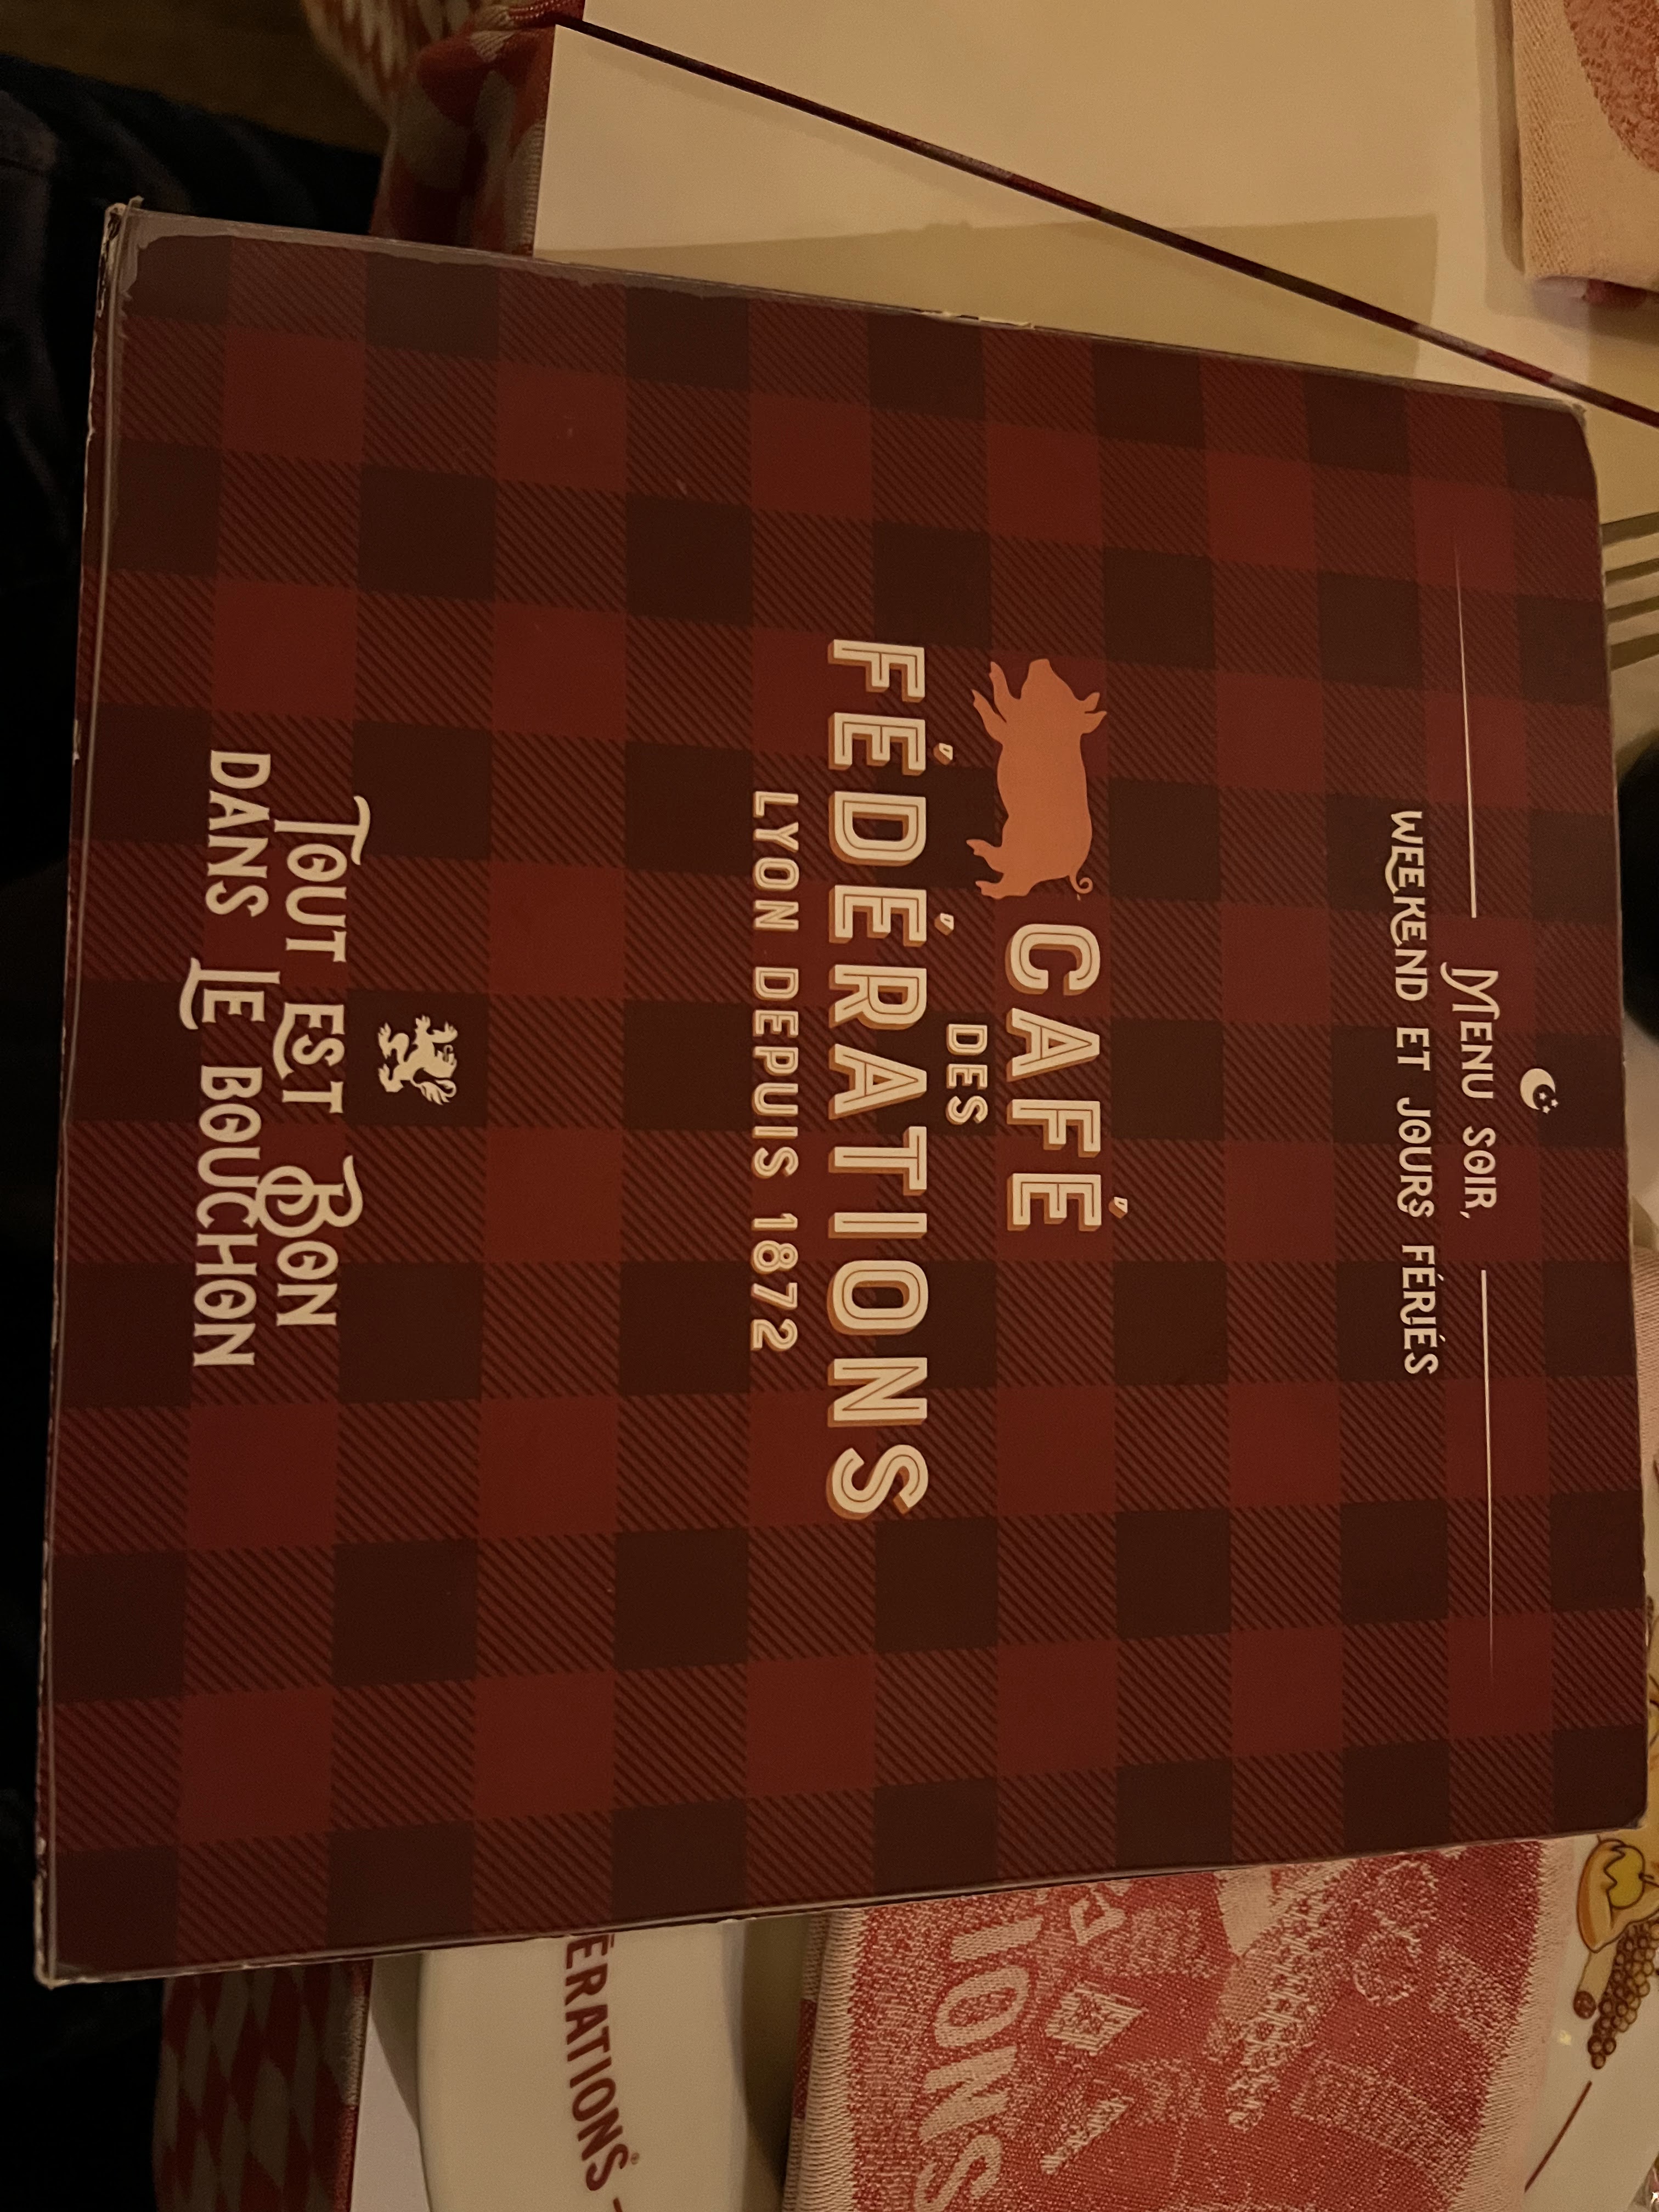 Menu soir,
weekend et jours fériés
CAFÉ
DES
FÉDÉRATIONS
LYON DEPUIS 1872
Tout est Bon
dans Le bouchon
ÉRATIONS
IONS